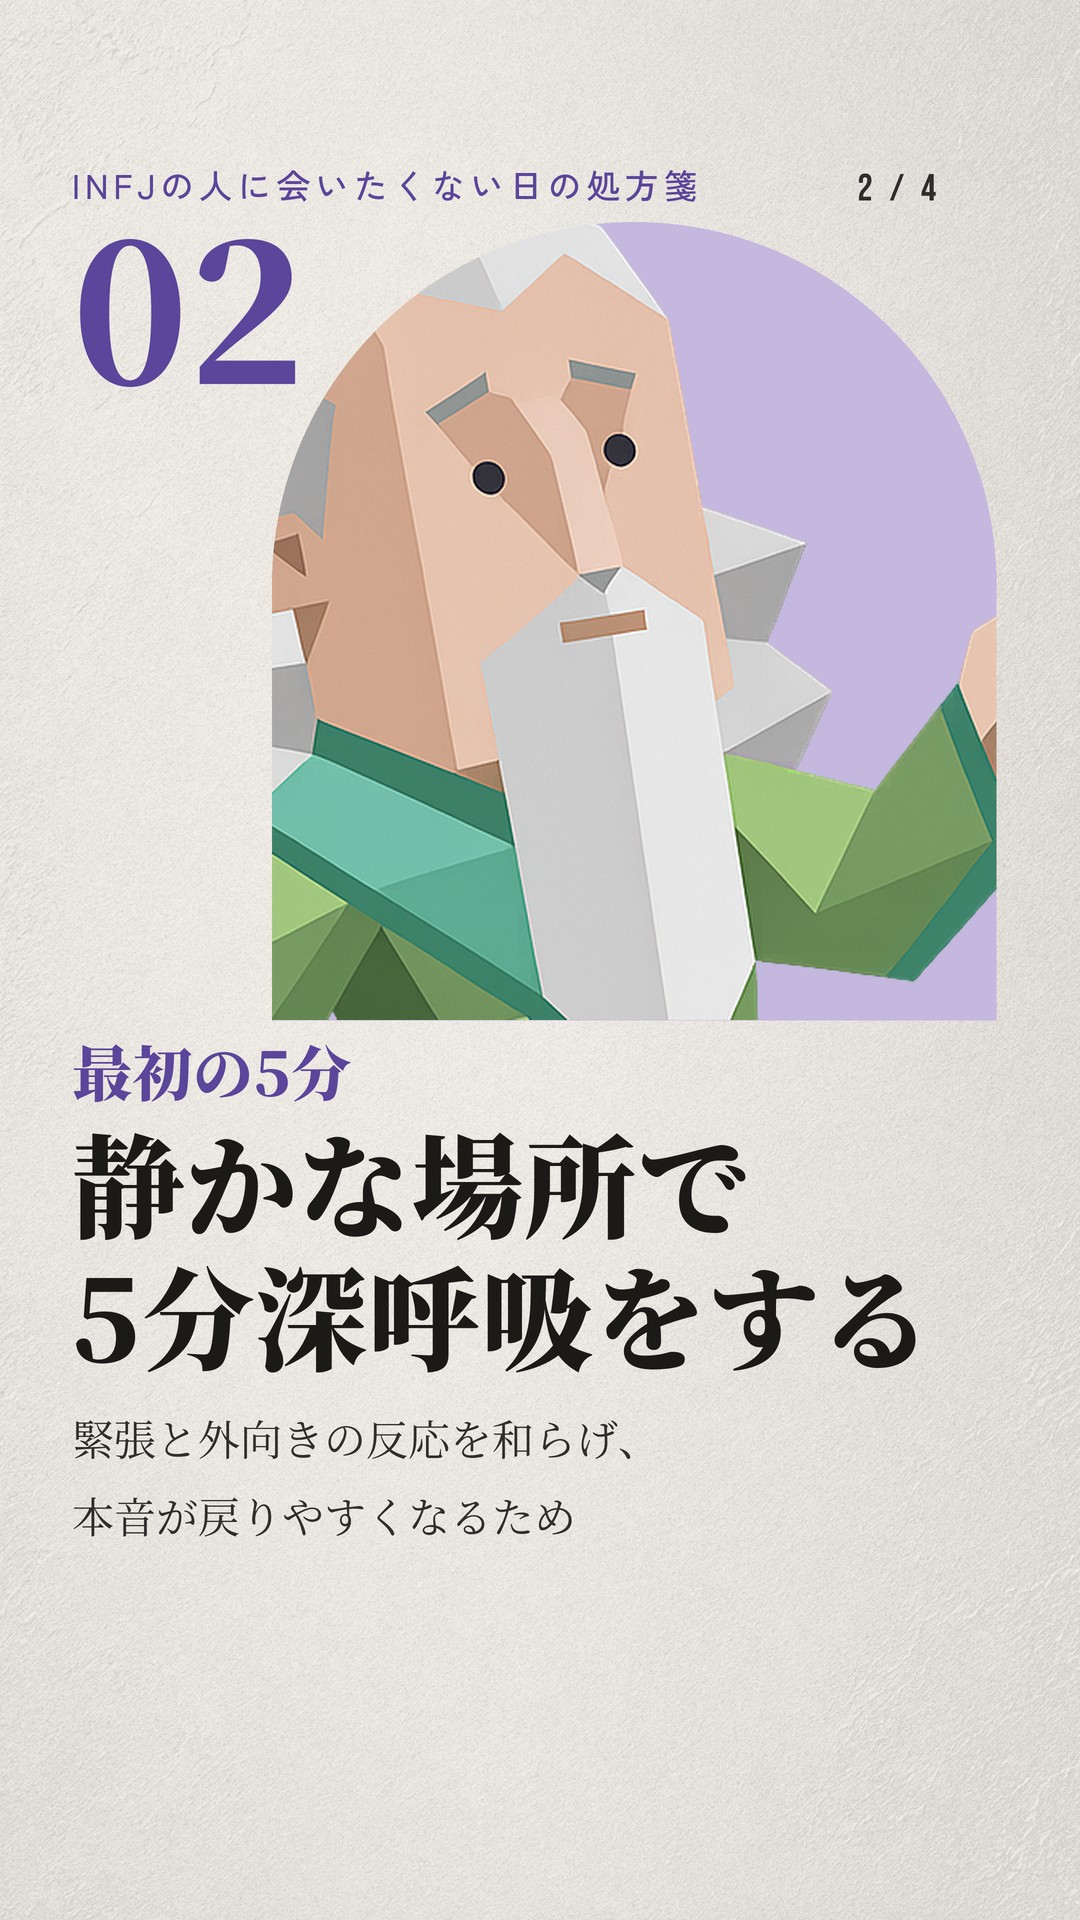 INFJの人に会いたくない日の処方箋
2 / 4
02
最初の5分
静かな場所で
5分深呼吸をする
緊張と外向きの反応を和らげ、
本音が戻りやすくなるため